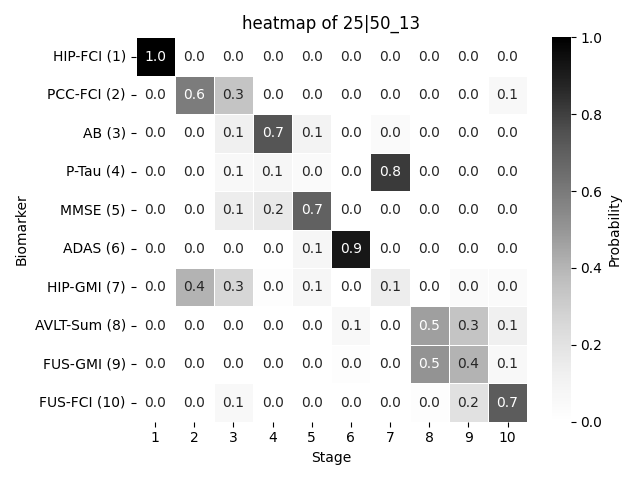 heatmap of 25|50_13
HIP-FCI (1) 1.0 0.0 0.0 0.0 0.0 0.0 0.0 0.0 0.0 0.0
PCC-FCI (2) 0.0 0.6 0.3 0.0 0.0 0.0 0.0 0.0 0.0 0.1
AB (3) 0.0 0.0 0.1 0.7 0.1 0.0 0.0 0.0 0.0 0.0
P-Tau (4) 0.0 0.0 0.1 0.1 0.0 0.0 0.8 0.0 0.0 0.0
MMSE (5) 0.0 0.0 0.1 0.2 0.7 0.0 0.0 0.0 0.0 0.0
ADAS (6) 0.0 0.0 0.0 0.0 0.1 0.9 0.0 0.0 0.0 0.0
HIP-GMI (7) 0.0 0.4 0.3 0.0 0.1 0.0 0.1 0.0 0.0 0.0
AVLT-Sum (8) 0.0 0.0 0.0 0.0 0.0 0.1 0.0 0.5 0.3 0.1
FUS-GMI (9) 0.0 0.0 0.0 0.0 0.0 0.0 0.0 0.5 0.4 0.1
FUS-FCI (10) 0.0 0.0 0.1 0.0 0.0 0.0 0.0 0.0 0.2 0.7
1 2 3 4 5 6 7 8 9 10
Stage
Biomarker
1.0
0.8
0.6
0.4
0.2
0.0
Probability